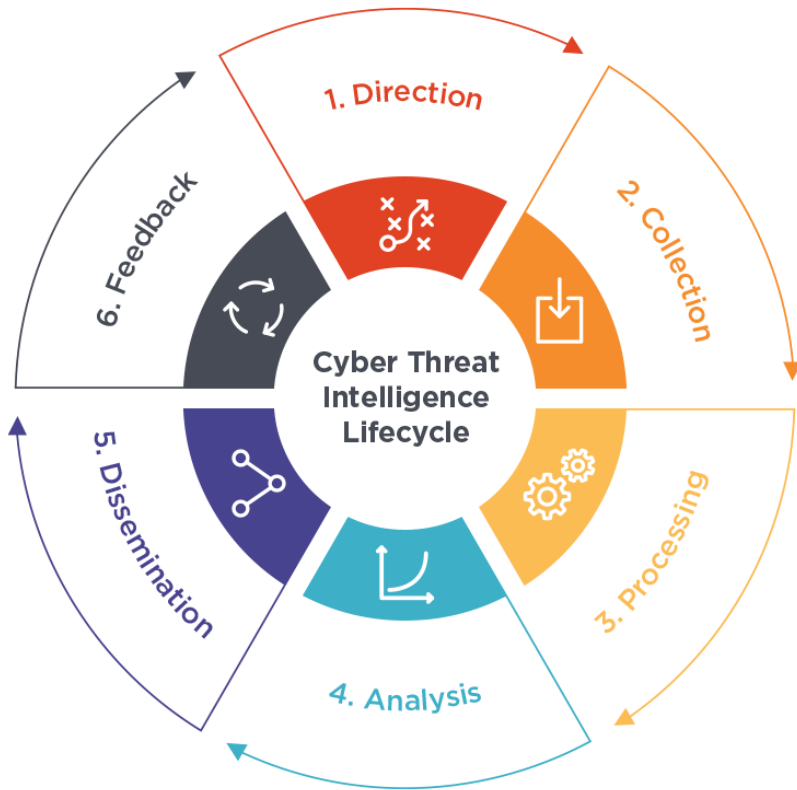 1. Direction
2. Collection
3. Processing
4. Analysis
5. Dissemination
6. Feedback
Cyber Threat
Intelligence
Lifecycle